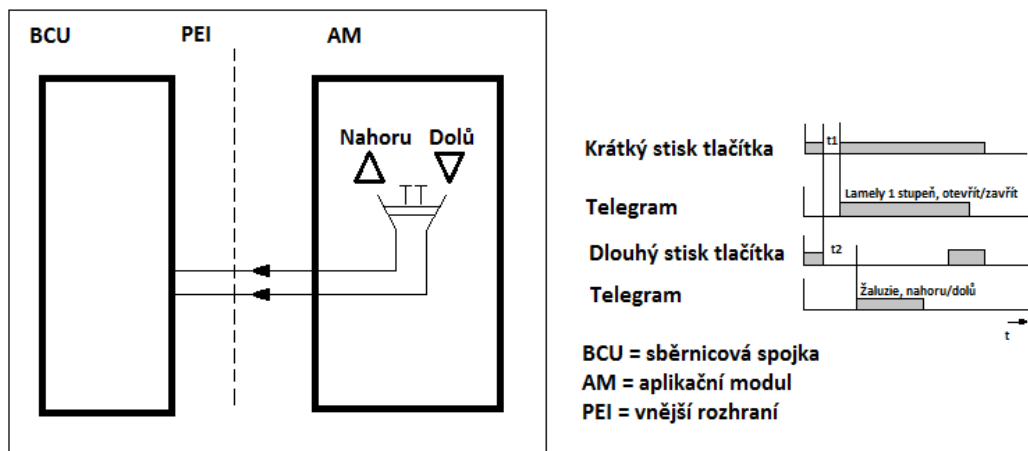 BCU PEI AM
Nahoru Dolů
Krátký stisk tlačítka
t1
Lamely 1 stupeň, otevřít/zavřít
Telegram
Dlouhý stisk tlačítka
t2
Žaluzie, nahoru/dolů
Telegram
t
BCU = sběrnicová spojka
AM = aplikační modul
PEI = vnější rozhraní